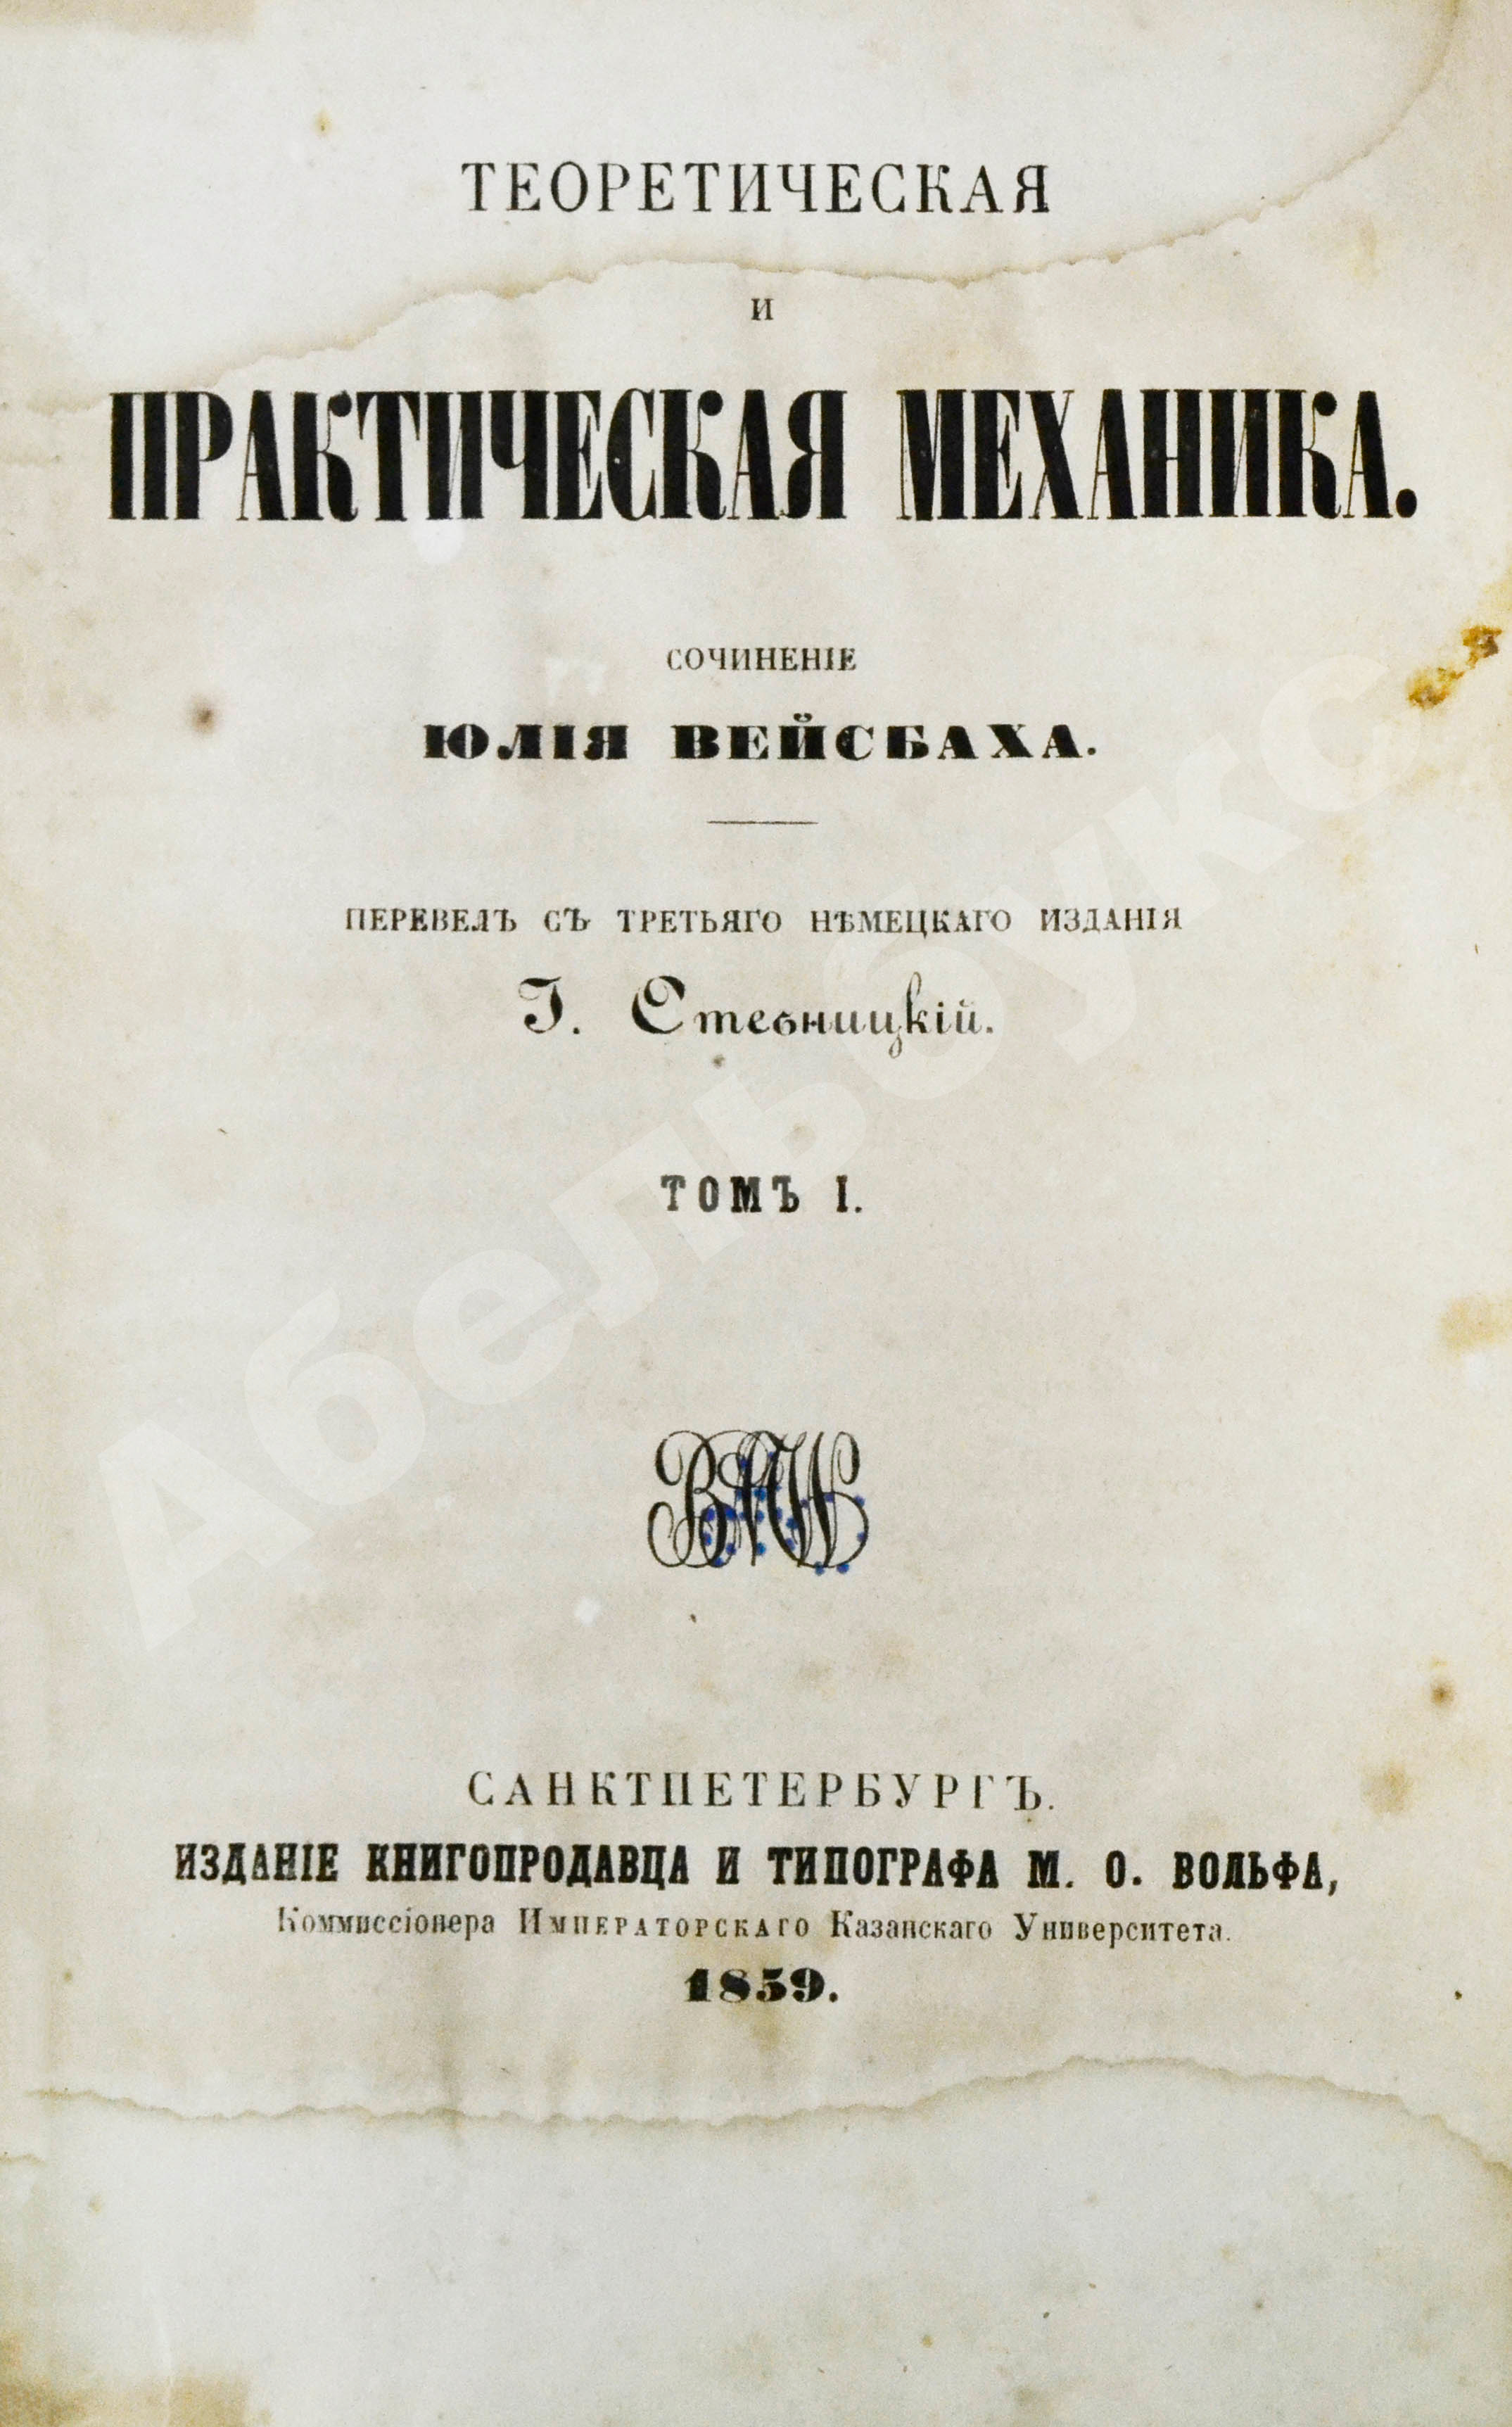 ТЕОРЕТИЧЕСКАЯ
И
ПРАКТИЧЕСКАЯ МЕХАНИКА.
СОЧИНЕНІЕ
ЮЛІЯ ВЕЙСБАХА.
ПЕРЕВЕЛЪ СЪ ТРЕТЬЯГО НѢМЕЦКАГО ИЗДАНІЯ
І. Стебницкій.
ТОМЪ I.
САНКТПЕТЕРБУРГЪ.
ИЗДАНІЕ КНИГОПРОДАВЦА И ТИПОГРАФА М. О. ВОЛЬФА,
Коммиссіонера ИМПЕРАТОРСКАГО Казанскаго Университета.
1859.
Абельбукс